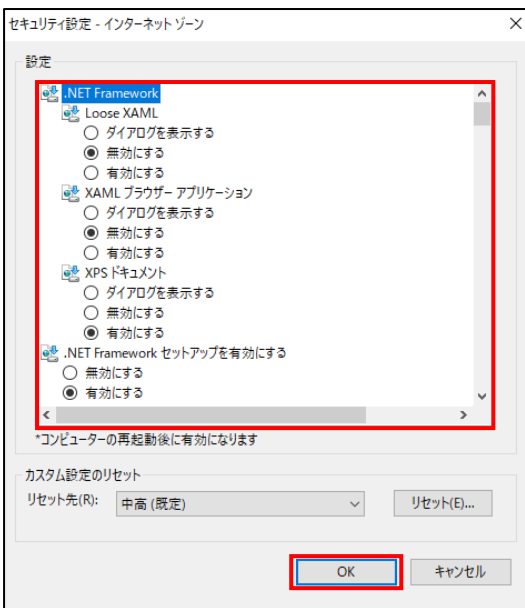 セキュリティ設定 - インターネット ゾーン
設定
.NET Framework
Loose XAML
ダイアログを表示する
無効にする
有効にする
XAML ブラウザー アプリケーション
ダイアログを表示する
無効にする
有効にする
XPS ドキュメント
ダイアログを表示する
無効にする
有効にする
.NET Framework セットアップを有効にする
無効にする
有効にする
*コンピューターの再起動後に有効になります
カスタム設定のリセット
リセット先(R): 中高 (既定) リセット(E)...
OK キャンセル